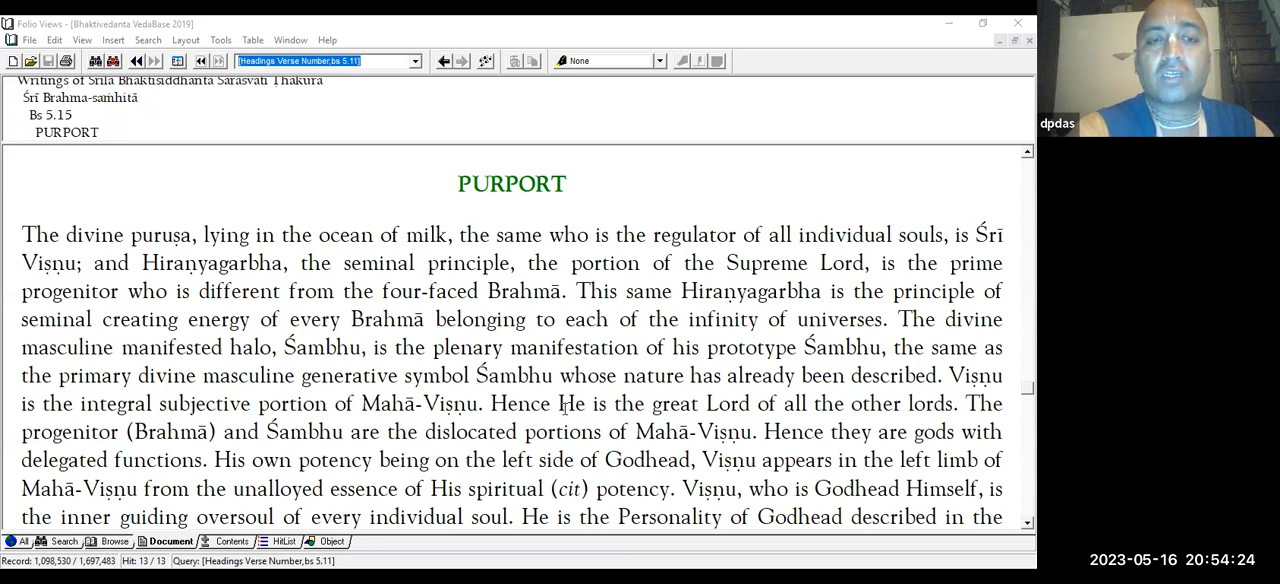 Folio Views - [Bhaktivedanta VedaBase 2019]
File Edit View Insert Search Layout Tools Table Window Help
[Headings Verse Number,bs 5.11] None
Writings of Śrīla Bhaktisiddhānta Sarasvatī Ṭhākura
Śrī Brahma-saṁhitā
Bs 5.15
PURPORT
PURPORT
The divine puruṣa, lying in the ocean of milk, the same who is the regulator of all individual souls, is Śrī
Viṣṇu; and Hiraṇyagarbha, the seminal principle, the portion of the Supreme Lord, is the prime
progenitor who is different from the four-faced Brahmā. This same Hiraṇyagarbha is the principle of
seminal creating energy of every Brahmā belonging to each of the infinity of universes. The divine
masculine manifested halo, Śambhu, is the plenary manifestation of his prototype Śambhu, the same as
the primary divine masculine generative symbol Śambhu whose nature has already been described. Viṣṇu
is the integral subjective portion of Mahā-Viṣṇu. Hence He is the great Lord of all the other lords. The
progenitor (Brahmā) and Śambhu are the dislocated portions of Mahā-Viṣṇu. Hence they are gods with
delegated functions. His own potency being on the left side of Godhead, Viṣṇu appears in the left limb of
Mahā-Viṣṇu from the unalloyed essence of His spiritual (cit) potency. Viṣṇu, who is Godhead Himself, is
the inner guiding oversoul of every individual soul. He is the Personality of Godhead described in the
All Search Browse Document Contents HitList Object
Record: 1,098,530 / 1,697,483 Hit: 13 / 13 Query: [Headings Verse Number,bs 5.11]
dpdas
2023-05-16 20:54:24